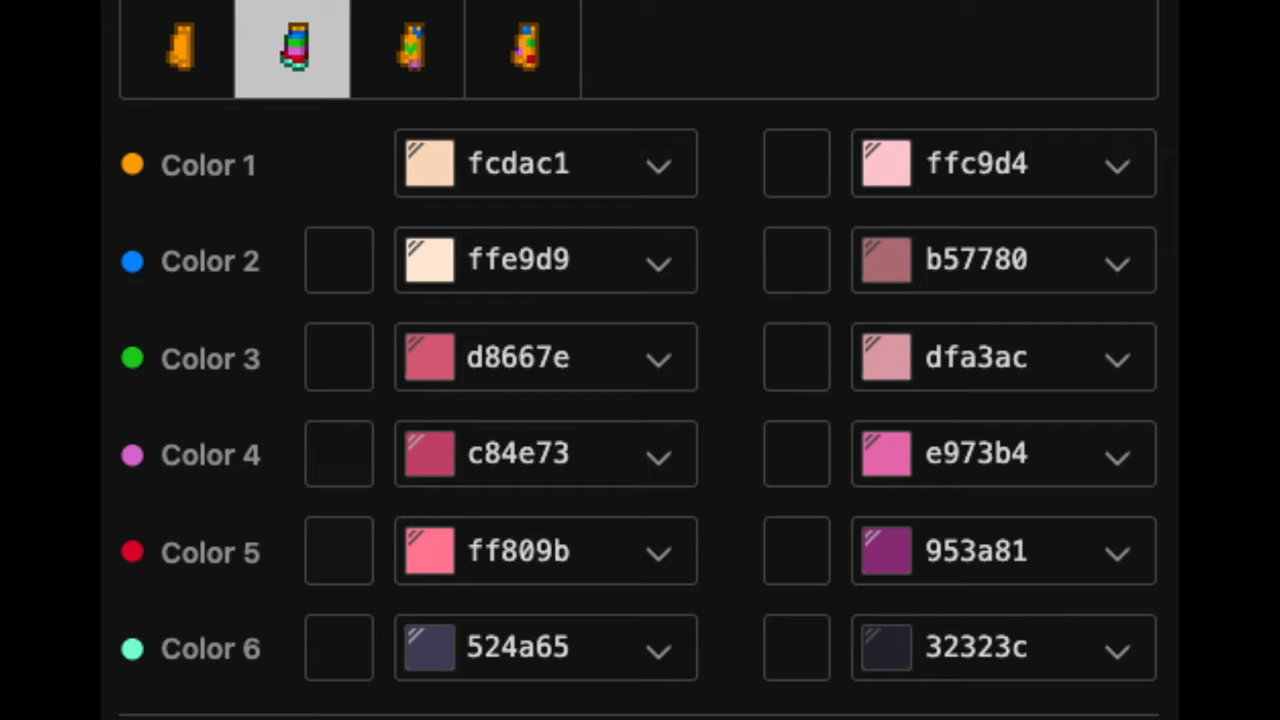 Color 1 fcdac1 ffc9d4
Color 2 ffe9d9 b57780
Color 3 d8667e dfa3ac
Color 4 c84e73 e973b4
Color 5 ff809b 953a81
Color 6 524a65 32323c